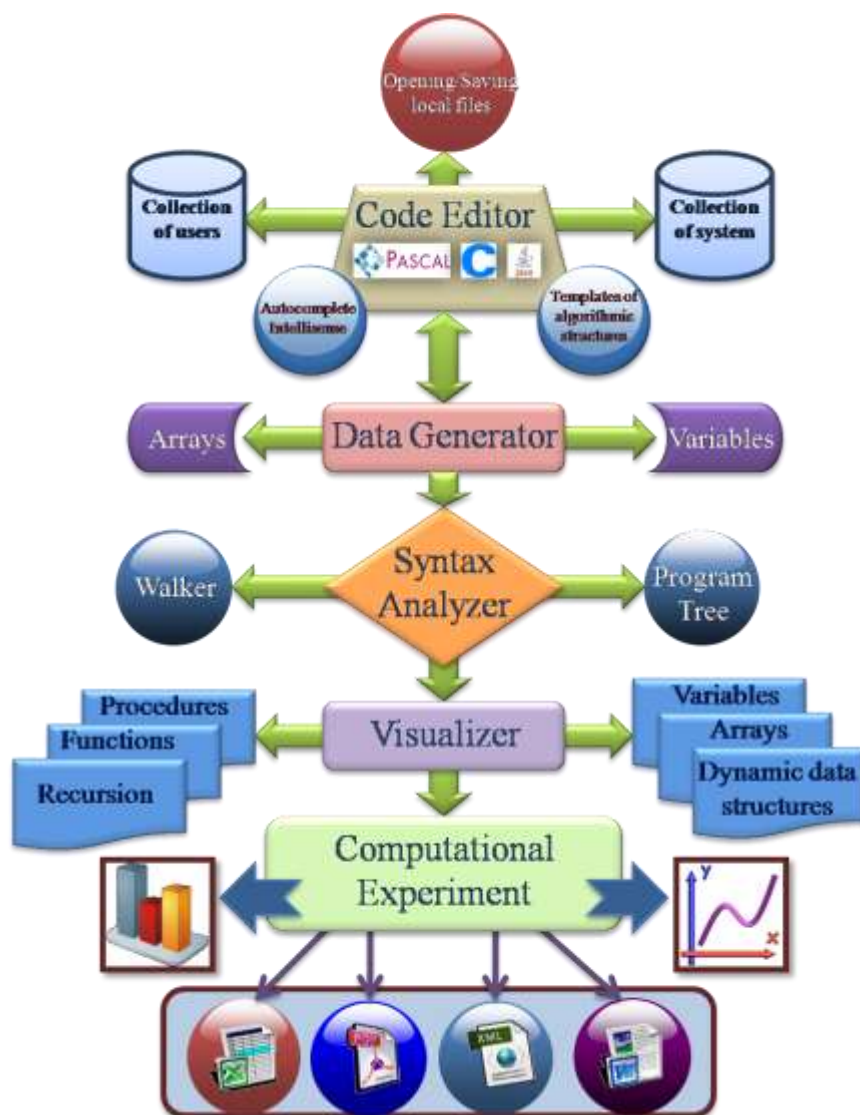 Opening/Saving
local files
Collection
of users
Code Editor
Collection
of system
PASCAL
C
Autocomplete
Intellisense
Templates of
algorithmic
structures
Arrays
Data Generator
Variables
Walker
Syntax
Analyzer
Program
Tree
Procedures
Functions
Recursion
Visualizer
Variables
Arrays
Dynamic data
structures
Computational
Experiment
y
x
XML
W